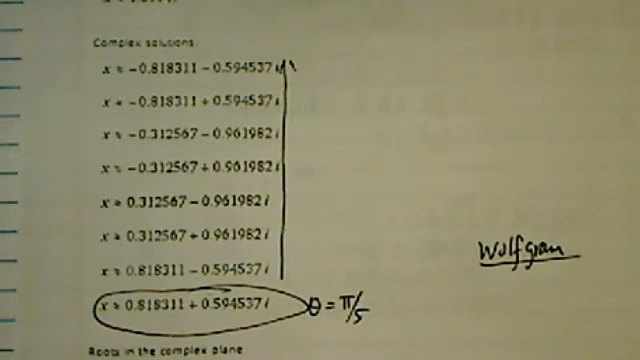 Complex solutions:
x ≈ -0.818311 - 0.594537 i
x ≈ -0.818311 + 0.594537 i
x ≈ -0.312567 - 0.961982 i
x ≈ -0.312567 + 0.961982 i
x ≈ 0.312567 - 0.961982 i
x ≈ 0.312567 + 0.961982 i
Wolfgram
x ≈ 0.818311 - 0.594537 i
x ≈ 0.818311 + 0.594537 i θ = π/5
Roots in the complex plane